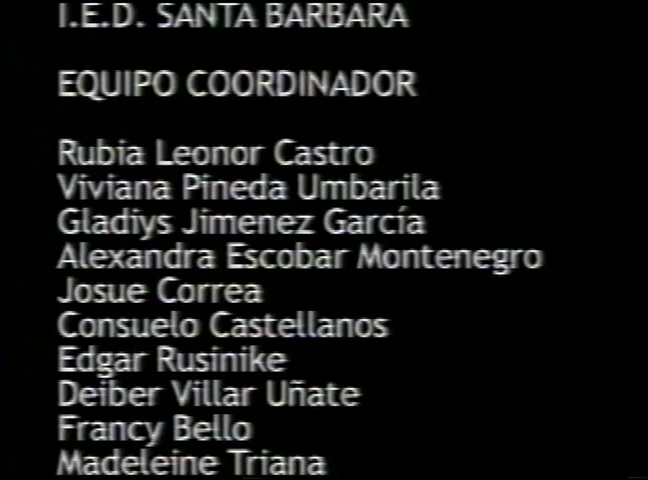 I.E.D. SANTA BARBARA
EQUIPO COORDINADOR
Rubia Leonor Castro
Viviana Pineda Umbarila
Gladiys Jimenez García
Alexandra Escobar Montenegro
Josue Correa
Consuelo Castellanos
Edgar Rusinike
Deiber Villar Uñate
Francy Bello
Madeleine Triana